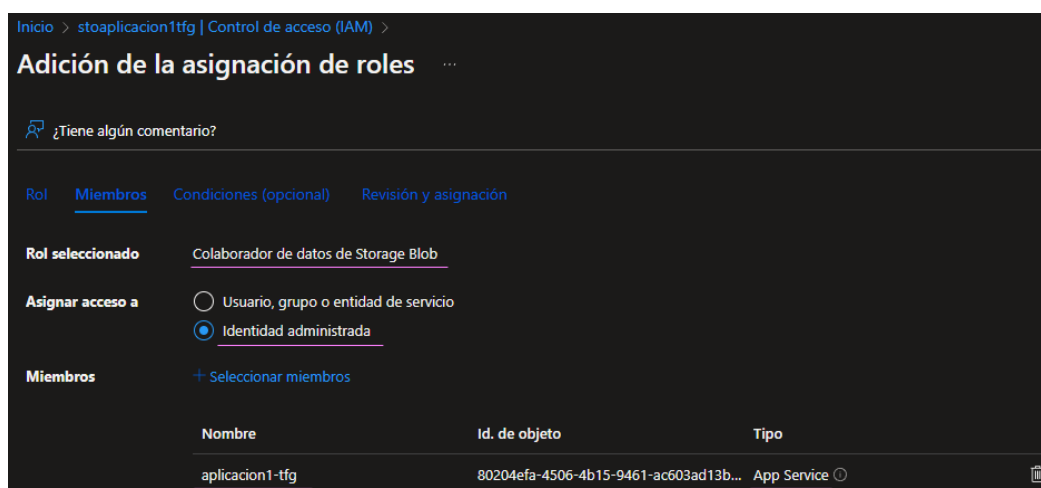 Inicio > stoaplicacion1tfg | Control de acceso (IAM) >
Adición de la asignación de roles ...
¿Tiene algún comentario?
Rol Miembros Condiciones (opcional) Revisión y asignación
Rol seleccionado Colaborador de datos de Storage Blob
Asignar acceso a Usuario, grupo o entidad de servicio
Identidad administrada
Miembros + Seleccionar miembros
Nombre Id. de objeto Tipo
aplicacion1-tfg 80204efa-4506-4b15-9461-ac603ad13b... App Service